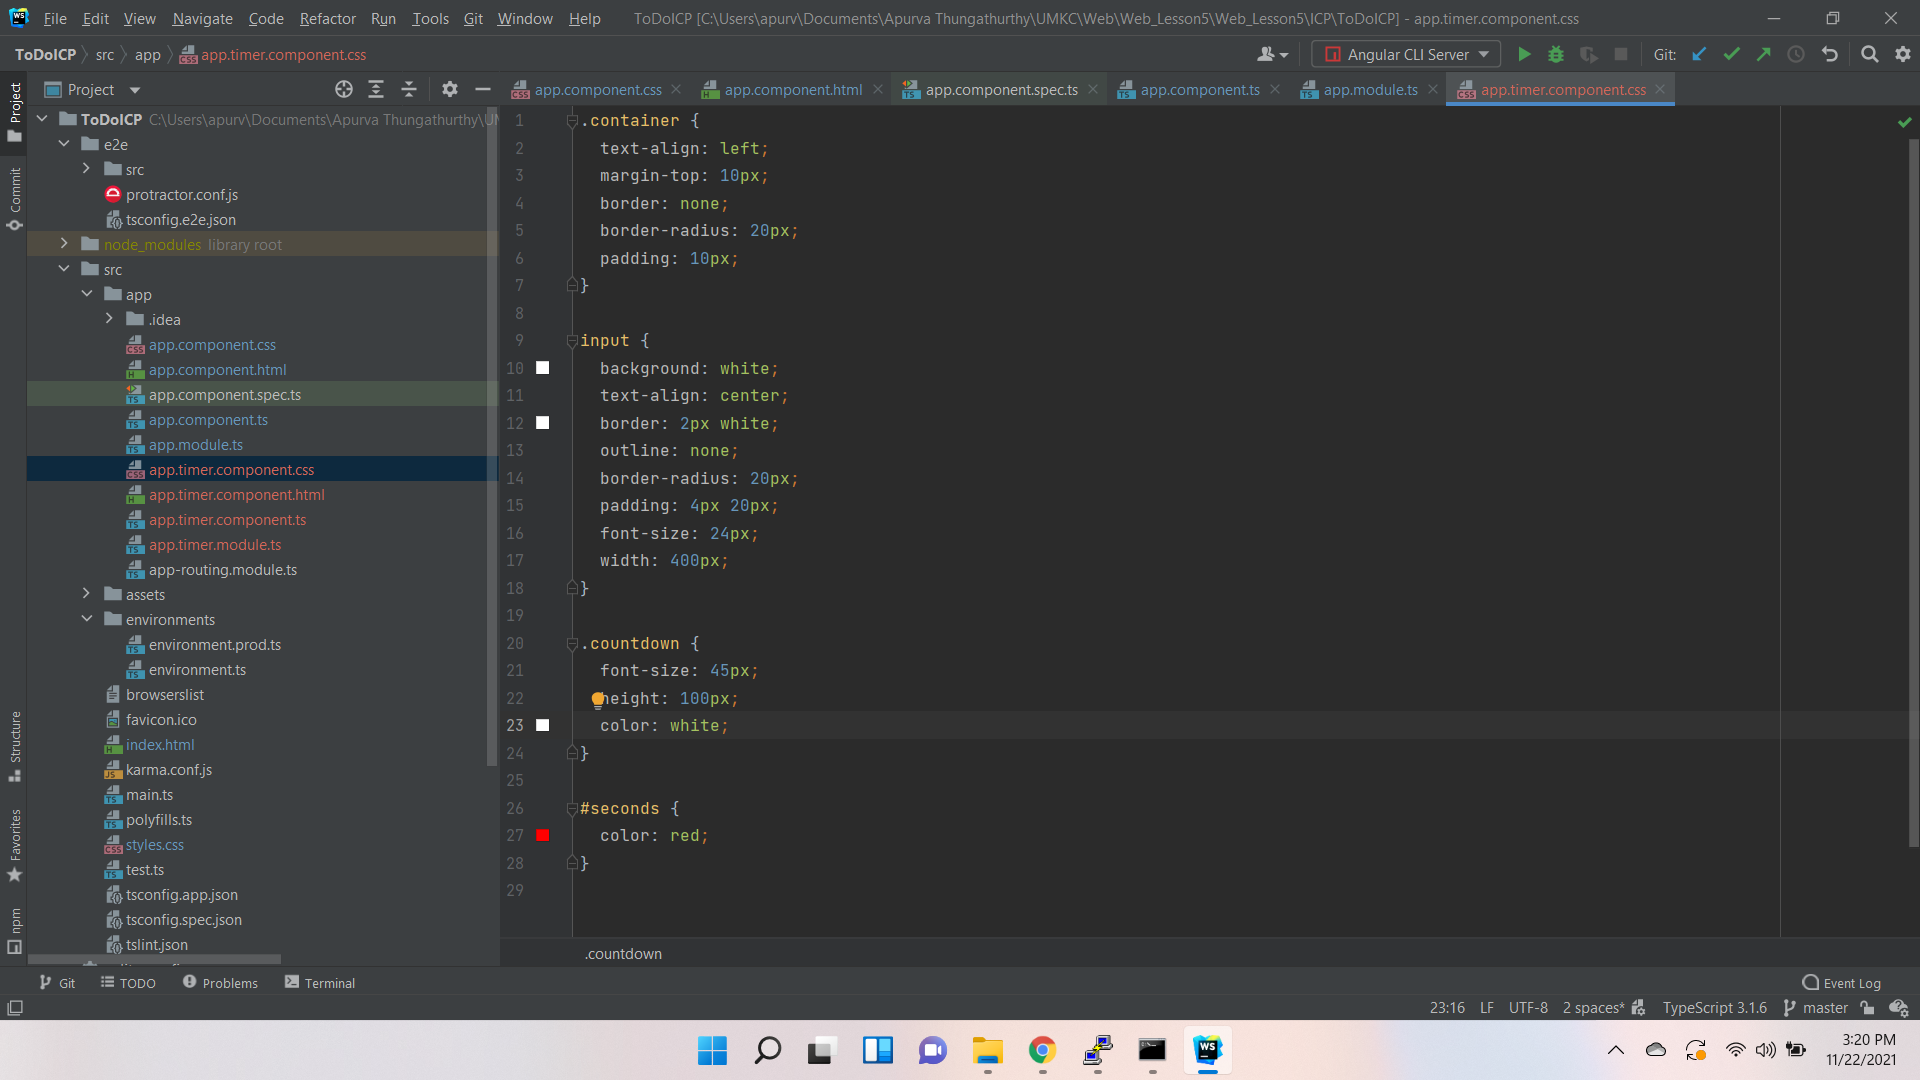 File Edit View Navigate Code Refactor Run Tools Git Window Help ToDoICP [C:\Users\apurv\Documents\Apurva Thungathurthy\UMKC\Web\Web_Lesson5\Web_Lesson5\ICP\ToDoICP] - app.timer.component.css
ToDoICP src app app.timer.component.css Angular CLI Server Git:
Project app.component.css app.component.html app.component.spec.ts app.component.ts app.module.ts app.timer.component.css
Project
Commit
Structure
Favorites
npm
ToDoICP C:\Users\apurv\Documents\Apurva Thungathurthy\
e2e
src
protractor.conf.js
tsconfig.e2e.json
node_modules library root
src
app
.idea
app.component.css
app.component.html
app.component.spec.ts
app.component.ts
app.module.ts
app.timer.component.css
app.timer.component.html
app.timer.component.ts
app.timer.module.ts
app-routing.module.ts
assets
environments
environment.prod.ts
environment.ts
browserslist
favicon.ico
index.html
karma.conf.js
main.ts
polyfills.ts
styles.css
test.ts
tsconfig.app.json
tsconfig.spec.json
tslint.json
1 .container {
2 text-align: left;
3 margin-top: 10px;
4 border: none;
5 border-radius: 20px;
6 padding: 10px;
7 }
8
9 input {
10 background: white;
11 text-align: center;
12 border: 2px white;
13 outline: none;
14 border-radius: 20px;
15 padding: 4px 20px;
16 font-size: 24px;
17 width: 400px;
18 }
19
20 .countdown {
21 font-size: 45px;
22 height: 100px;
23 color: white;
24 }
25
26 #seconds {
27 color: red;
28 }
29
.countdown
Git TODO Problems Terminal Event Log
23:16 LF UTF-8 2 spaces* TypeScript 3.1.6 master
3:20 PM
11/22/2021